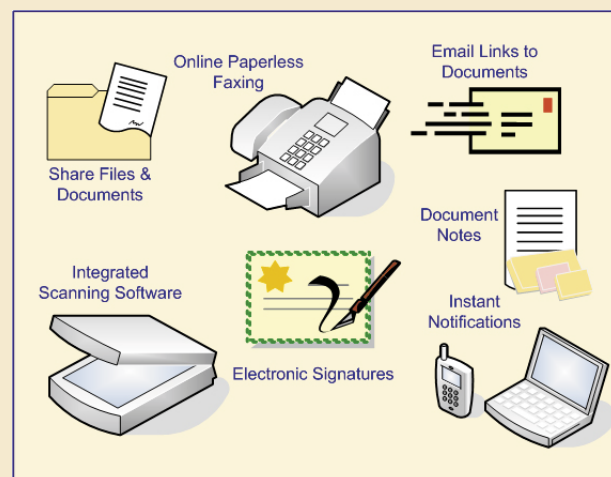 Online Paperless
Faxing
Email Links to
Documents
Share Files &
Documents
Document
Notes
Integrated
Scanning Software
Instant
Notifications
Electronic Signatures